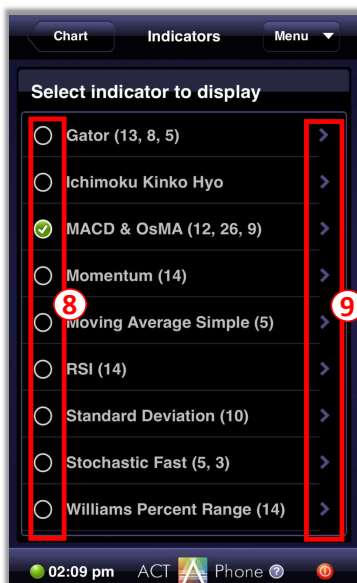 Chart Indicators Menu
Select indicator to display
Gator (13, 8, 5)
Ichimoku Kinko Hyo
MACD & OsMA (12, 26, 9)
Momentum (14)
8 9
Moving Average Simple (5)
RSI (14)
Standard Deviation (10)
Stochastic Fast (5, 3)
Williams Percent Range (14)
02:09 pm ACT Phone ?